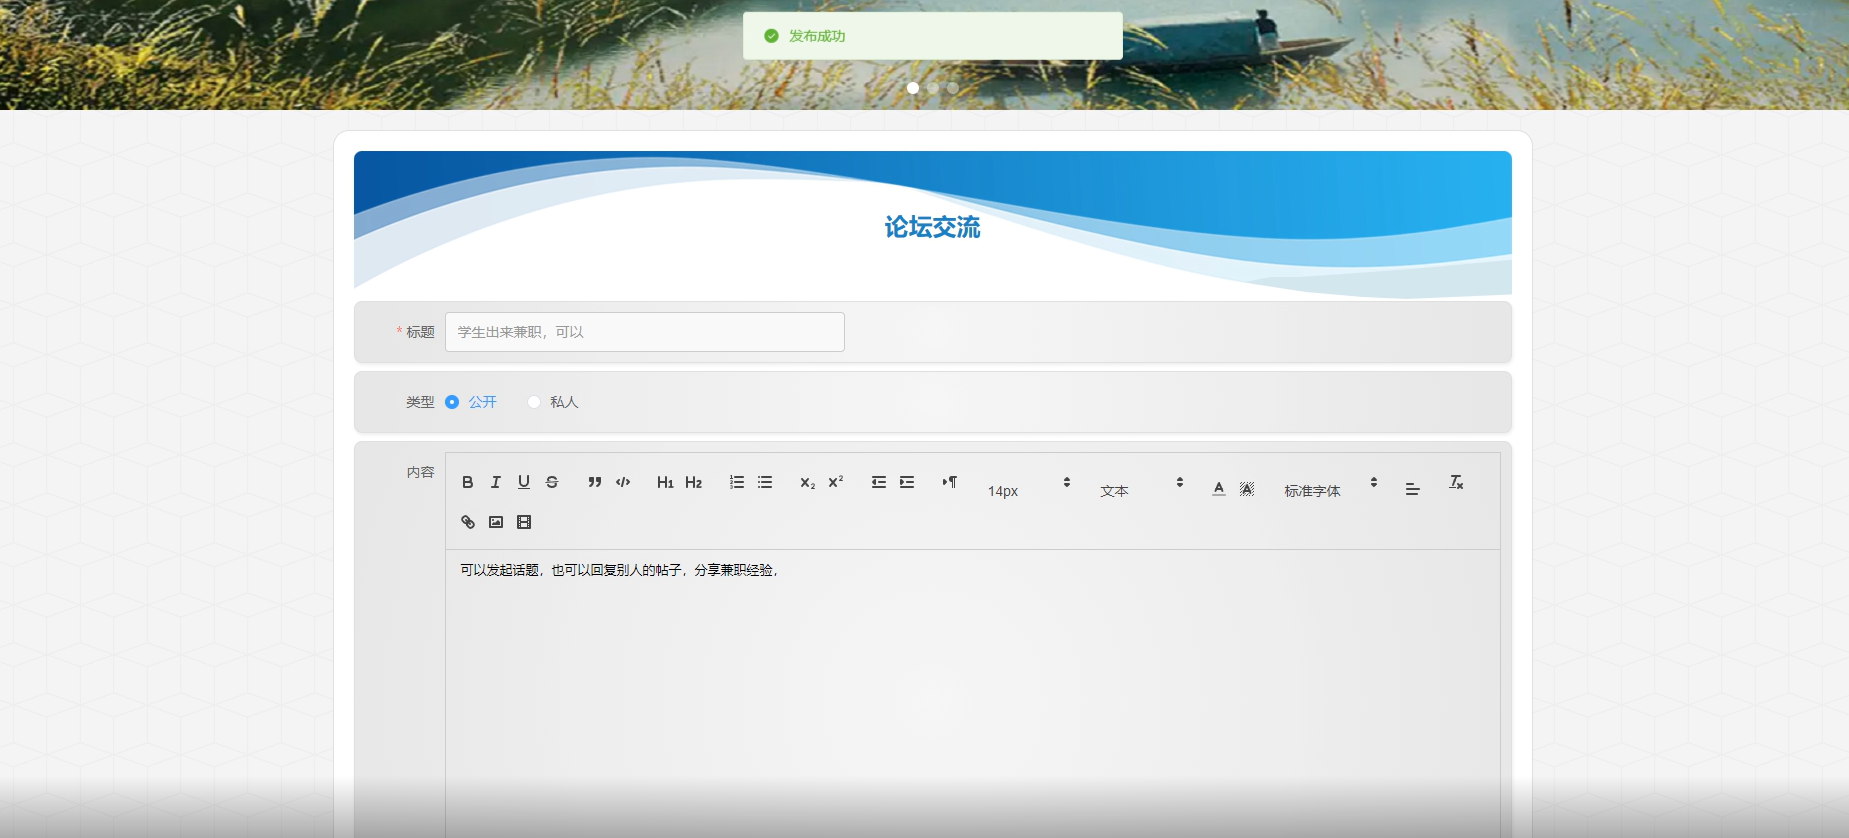 发布成功
论坛交流
* 标题 学生出来兼职，可以
类型 公开 私人
内容 B I U S H1 H2 x₂ x² 14px 文本 A A 标准字体 Tx
可以发起话题，也可以回复别人的帖子，分享兼职经验，